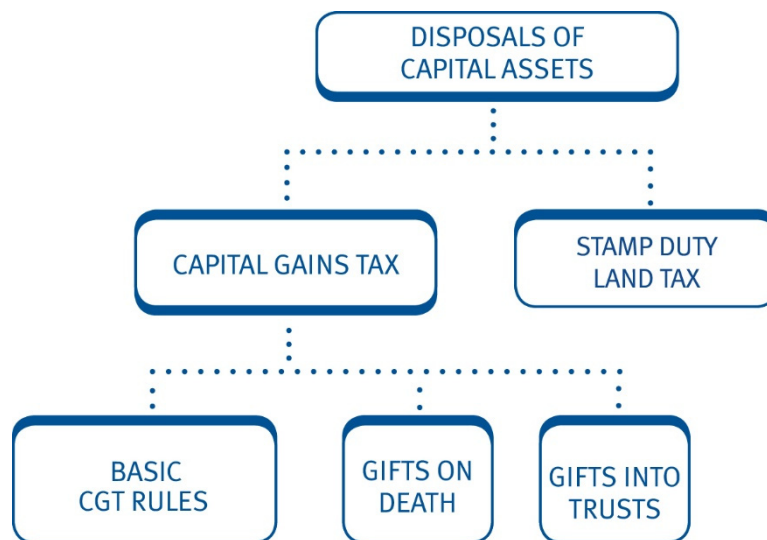 DISPOSALS OF
CAPITAL ASSETS
CAPITAL GAINS TAX
STAMP DUTY
LAND TAX
BASIC
CGT RULES
GIFTS ON
DEATH
GIFTS INTO
TRUSTS